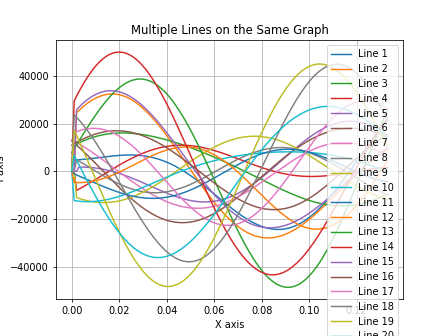 Multiple Lines on the Same Graph
40000
20000
0
−20000
−40000
0.00
0.02
0.04
0.06
0.08
0.10
X axis
axis
Line 1
Line 2
Line 3
Line 4
Line 5
Line 6
Line 7
Line 8
Line 9
Line 10
Line 11
Line 12
Line 13
Line 14
Line 15
Line 16
Line 17
Line 18
Line 19
Line 20